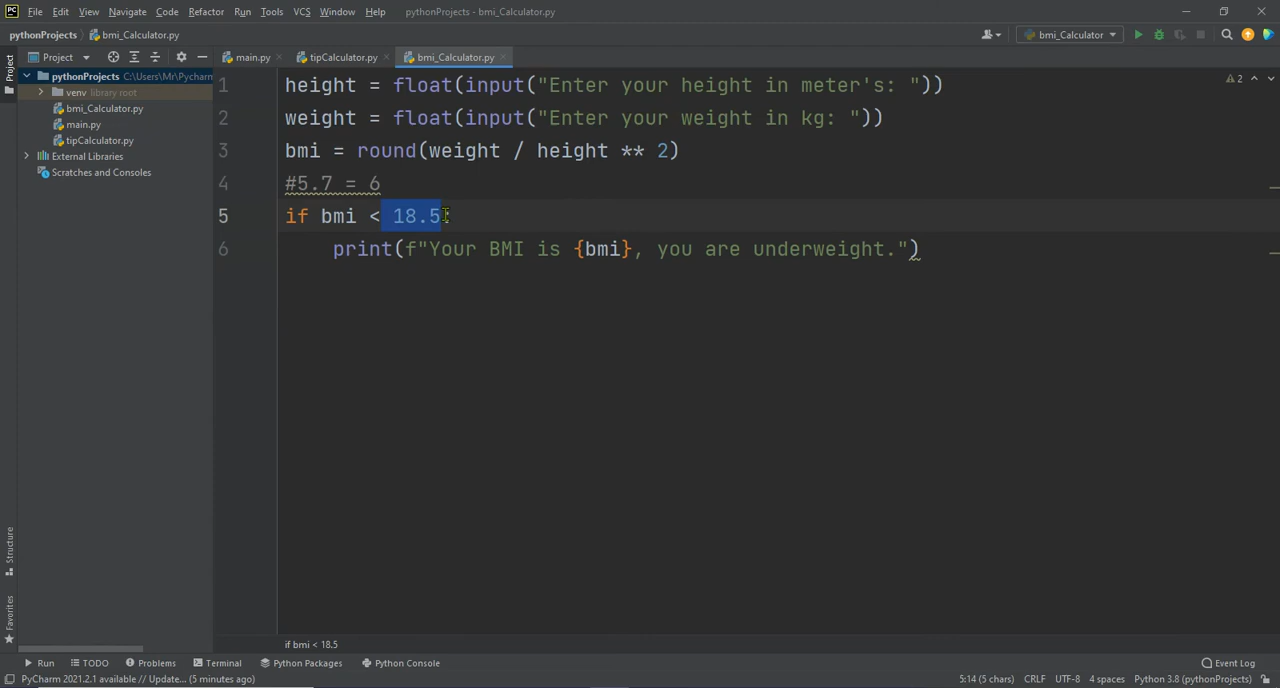 PC File Edit View Navigate Code Refactor Run Tools VCS Window Help pythonProjects - bmi_Calculator.py
pythonProjects bmi_Calculator.py bmi_Calculator
Project main.py tipCalculator.py bmi_Calculator.py
Project
pythonProjects C:\Users\Mr\Pycharm
venv library root
bmi_Calculator.py
main.py
tipCalculator.py
External Libraries
Scratches and Consoles
1 height = float(input("Enter your height in meter's: "))
2 weight = float(input("Enter your weight in kg: "))
3 bmi = round(weight / height ** 2)
4 #5.7 = 6
5 if bmi < 18.5:
6 print(f"Your BMI is {bmi}, you are underweight.")
2
Structure
Favorites
if bmi < 18.5
Run TODO Problems Terminal Python Packages Python Console Event Log
PyCharm 2021.2.1 available // Update... (5 minutes ago) 5:14 (5 chars) CRLF UTF-8 4 spaces Python 3.8 (pythonProjects)